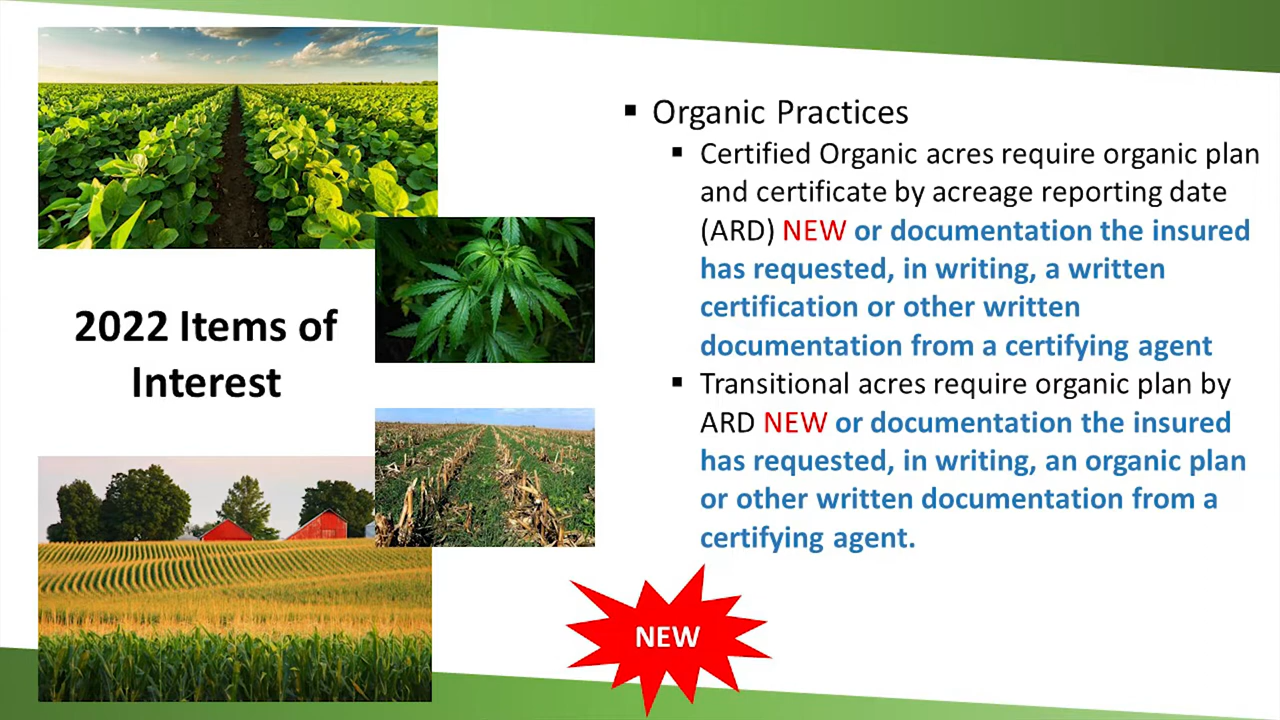 2022 Items of
Interest
▪ Organic Practices
▪ Certified Organic acres require organic plan
and certificate by acreage reporting date
(ARD) NEW or documentation the insured
has requested, in writing, a written
certification or other written
documentation from a certifying agent
▪ Transitional acres require organic plan by
ARD NEW or documentation the insured
has requested, in writing, an organic plan
or other written documentation from a
certifying agent.
NEW